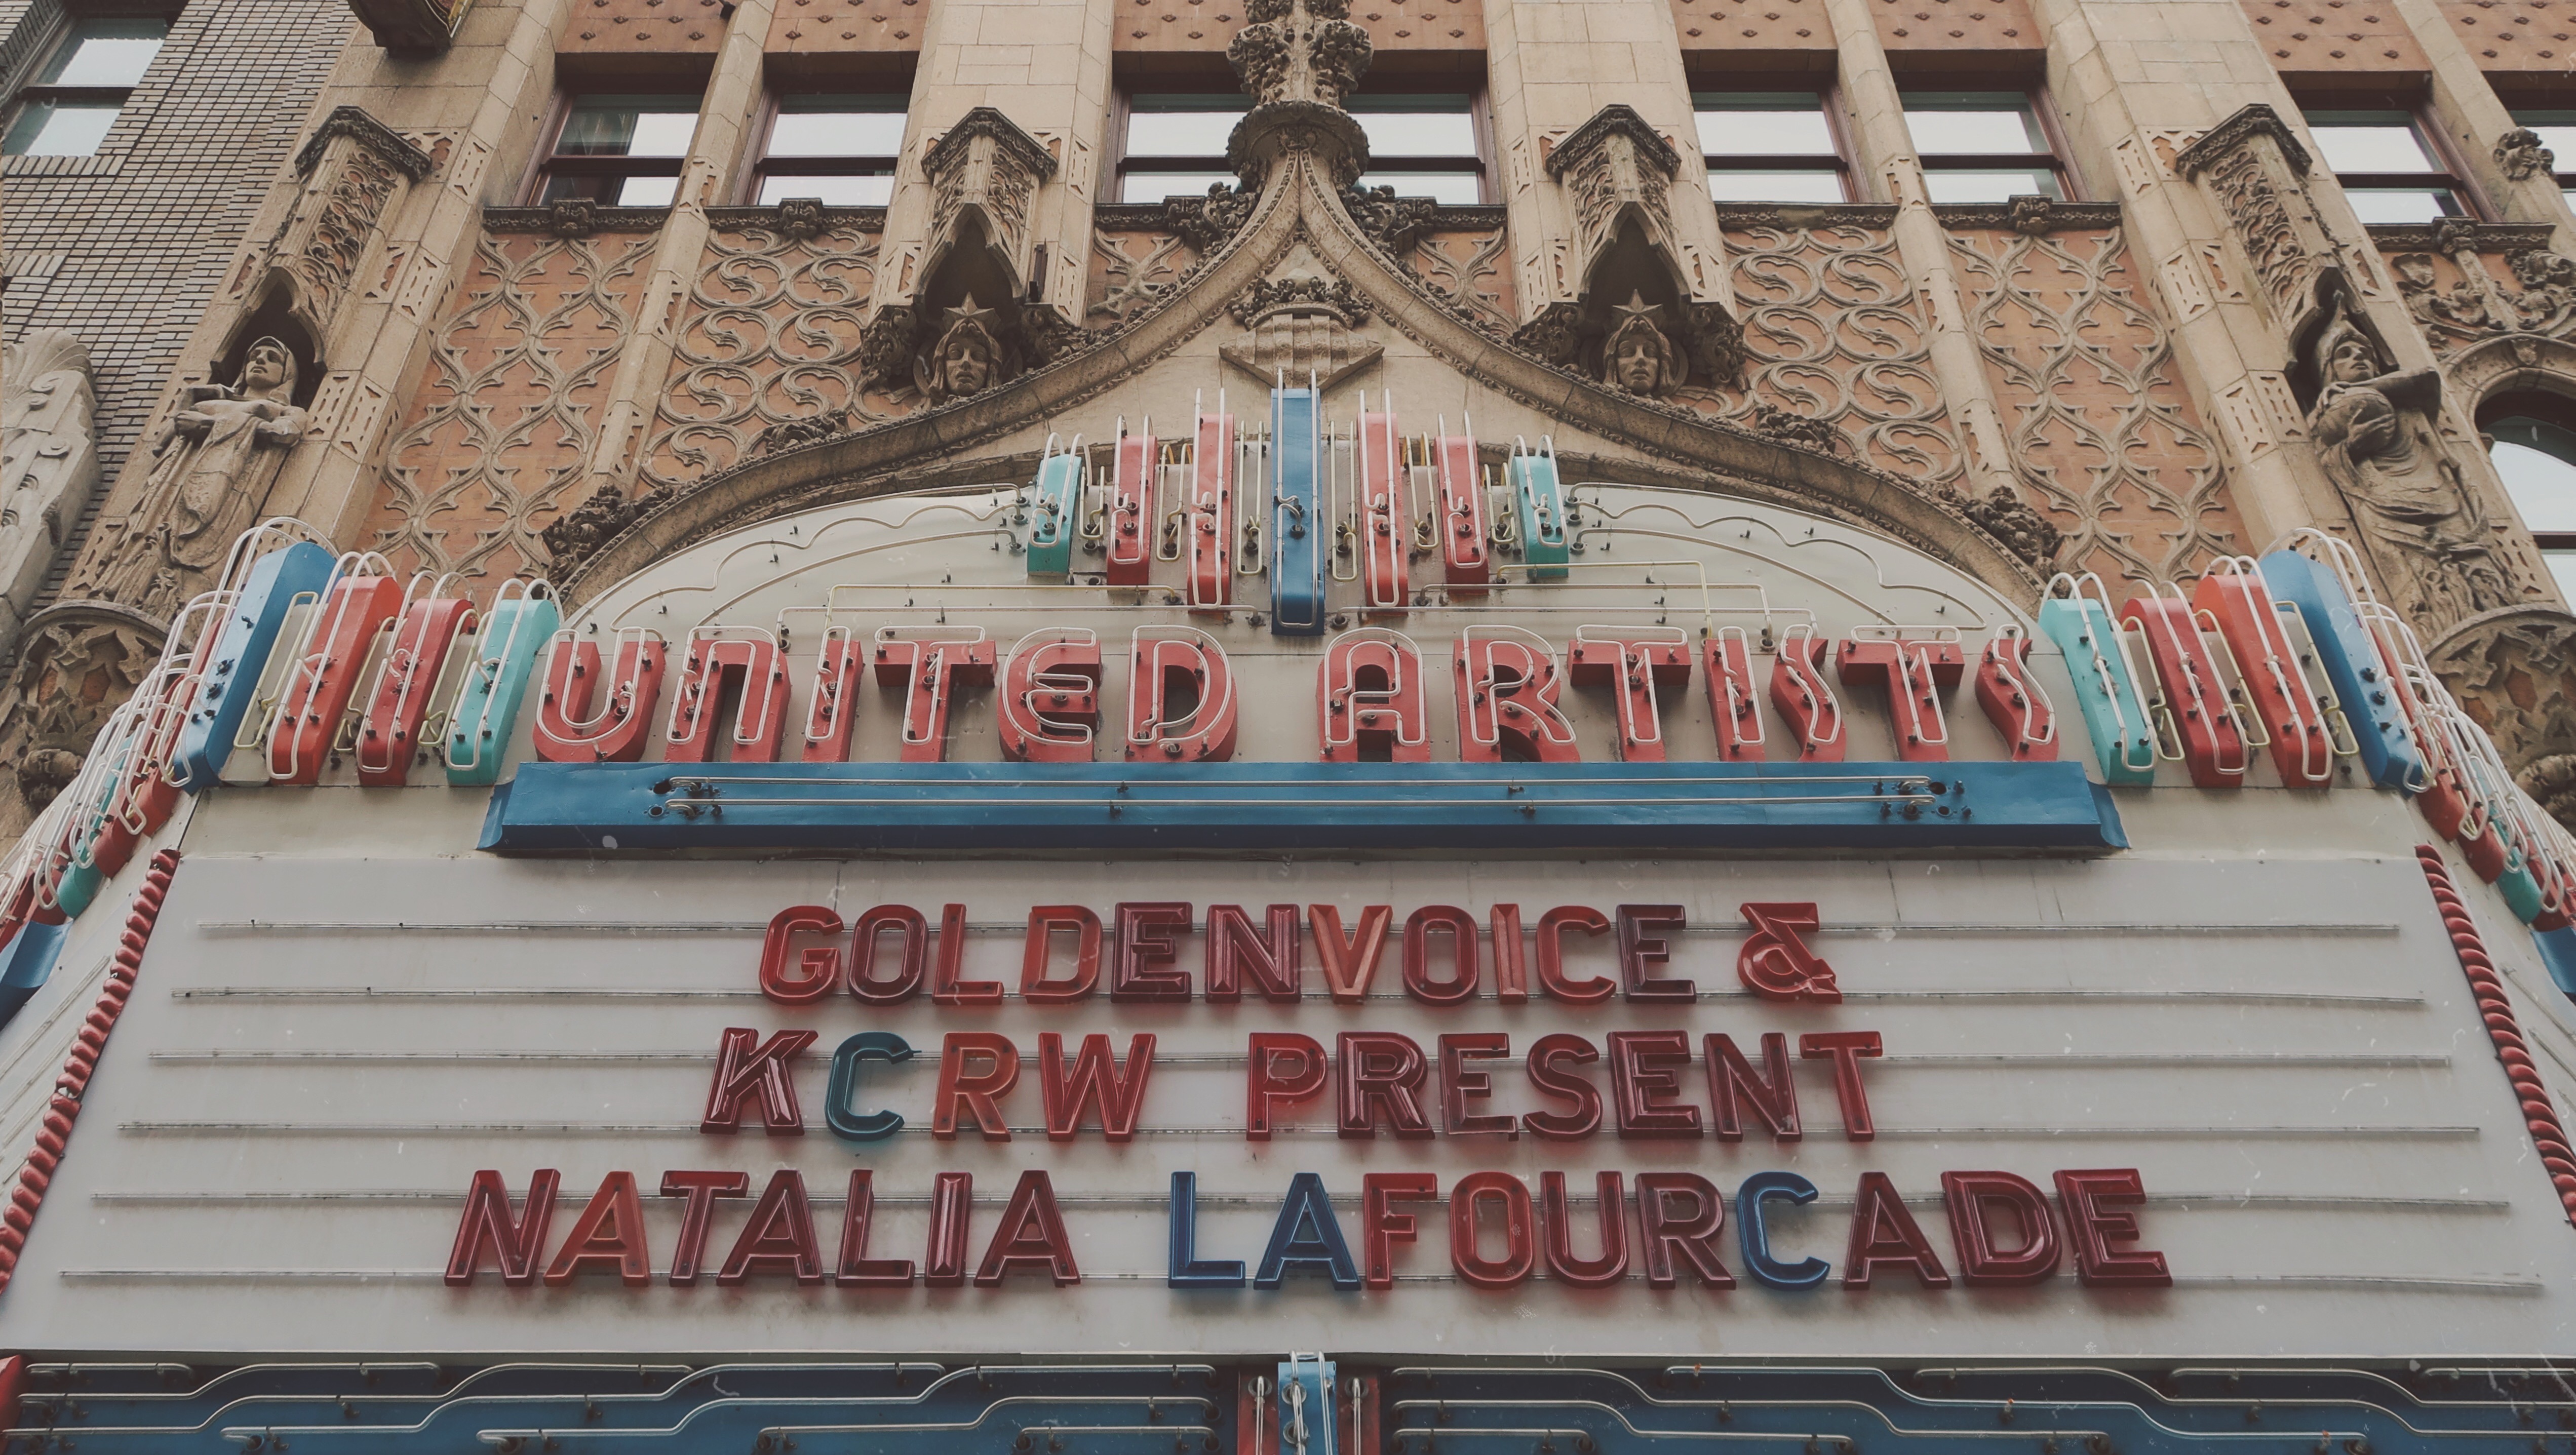 UNITED ARTISTS
GOLDENVOICE &
KCRW PRESENT
NATALIA LAFOURCADE